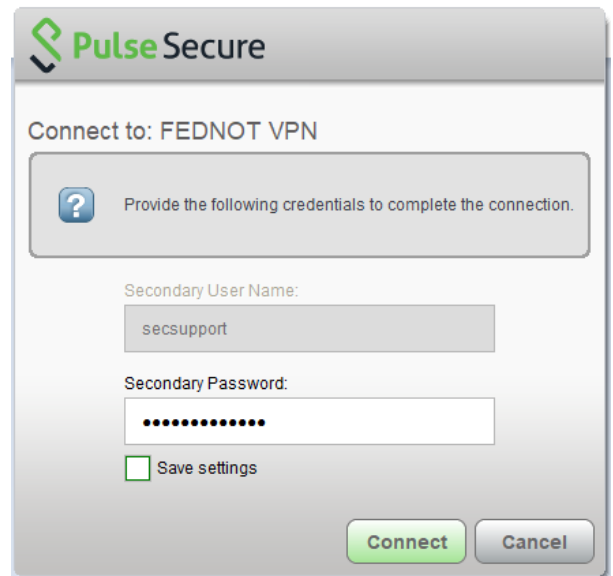 Pulse Secure
Connect to: FEDNOT VPN
?
Provide the following credentials to complete the connection.
Secondary User Name:
secsupport
Secondary Password:
•••••••••••••
Save settings
Connect
Cancel